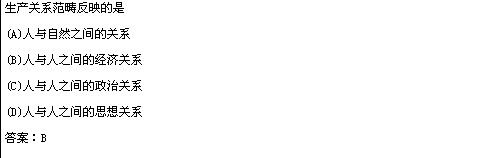 生产关系范畴反映的是
(A)人与自然之间的关系
(B)人与人之间的经济关系
(C)人与人之间的政治关系
(D)人与人之间的思想关系
答案：B